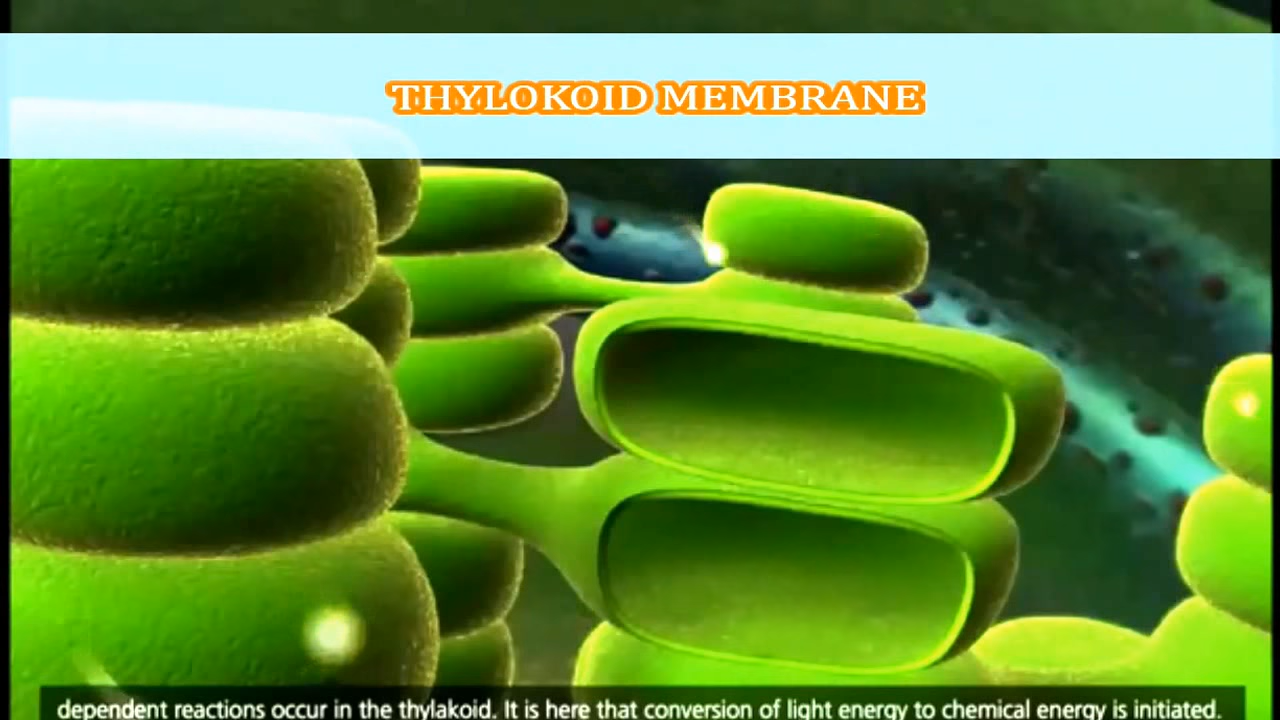 THYLOKOID MEMBRANE
dependent reactions occur in the thylakoid. It is here that conversion of light energy to chemical energy is initiated.